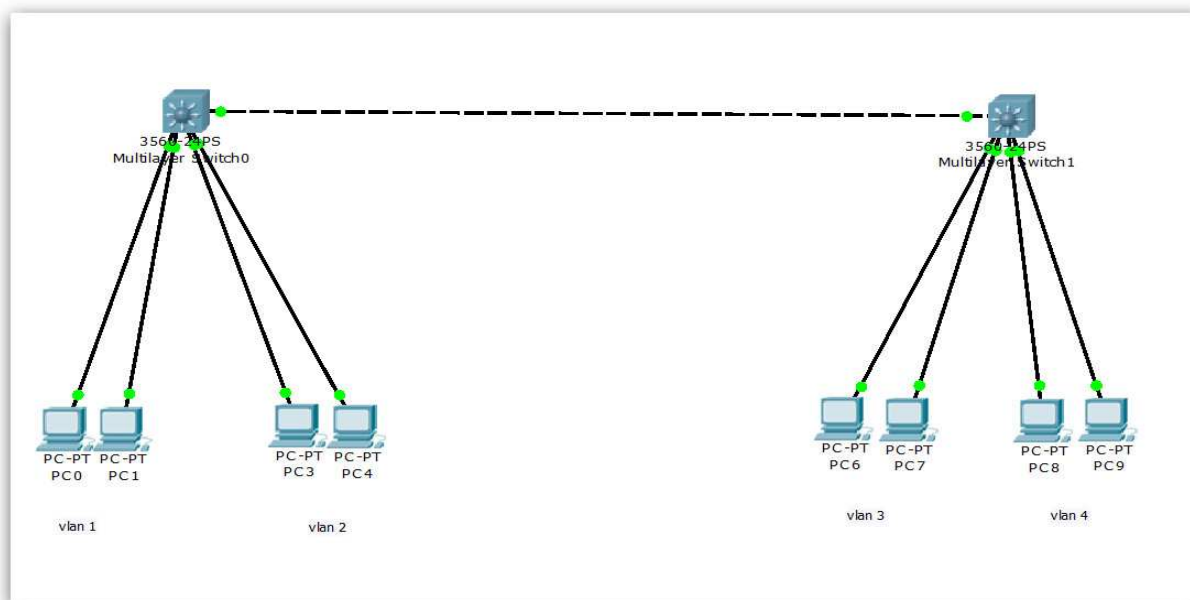 3560-24PS
Multilayer Switch0
3560-24PS
Multilayer Switch1
PC-PT
PC0
PC-PT
PC1
PC-PT
PC3
PC-PT
PC4
PC-PT
PC6
PC-PT
PC7
PC-PT
PC8
PC-PT
PC9
vlan 1
vlan 2
vlan 3
vlan 4